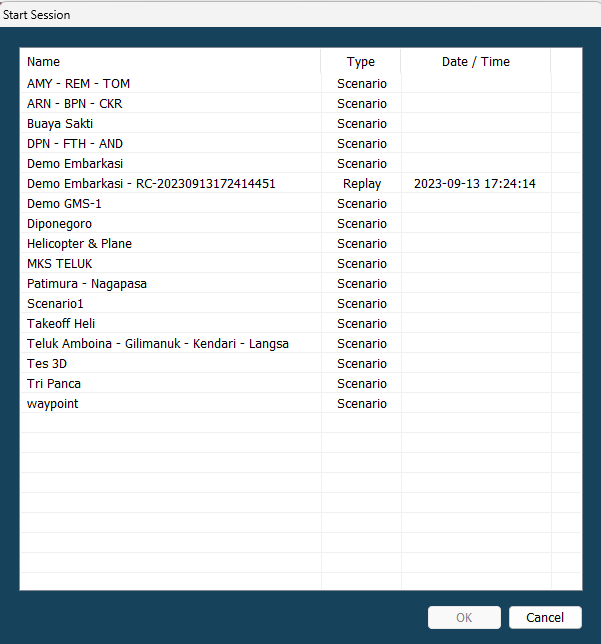 Start Session
Name Type Date / Time
AMY - REM - TOM Scenario
ARN - BPN - CKR Scenario
Buaya Sakti Scenario
DPN - FTH - AND Scenario
Demo Embarkasi Scenario
Demo Embarkasi - RC-20230913172414451 Replay 2023-09-13 17:24:14
Demo GMS-1 Scenario
Diponegoro Scenario
Helicopter & Plane Scenario
MKS TELUK Scenario
Patimura - Nagapasa Scenario
Scenario1 Scenario
Takeoff Heli Scenario
Teluk Amboina - Gilimanuk - Kendari - Langsa Scenario
Tes 3D Scenario
Tri Panca Scenario
waypoint Scenario
OK Cancel